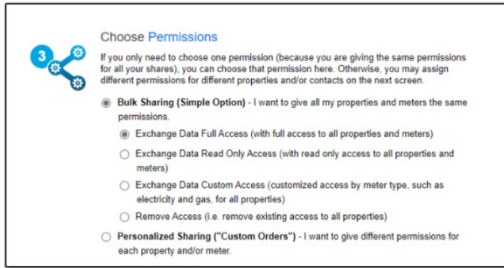 3
Choose Permissions
If you only need to choose one permission (because you are giving the same permissions
for all your shares), you can choose that permission here. Otherwise, you may assign
different permissions for different properties and/or contacts on the next screen.
Bulk Sharing (Simple Option) - I want to give all my properties and meters the same
permissions.
Exchange Data Full Access (with full access to all properties and meters)
Exchange Data Read Only Access (with read only access to all properties and
meters)
Exchange Data Custom Access (customized access by meter type, such as
electricity and gas, for all properties)
Remove Access (i.e. remove existing access to all properties)
Personalized Sharing ("Custom Orders") - I want to give different permissions for
each property and/or meter.